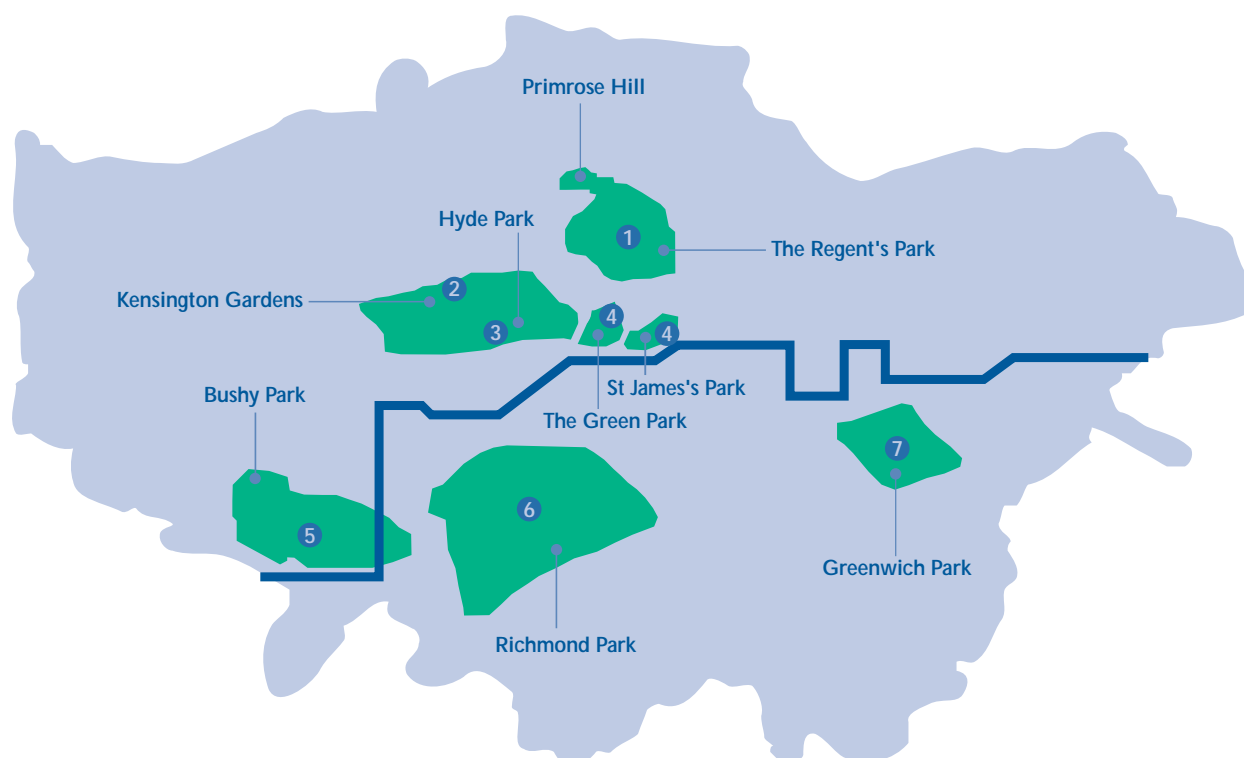 Primrose Hill
Hyde Park
1
The Regent's Park
2
Kensington Gardens
3
4
4
St James's Park
Bushy Park
The Green Park
7
6
5
Greenwich Park
Richmond Park